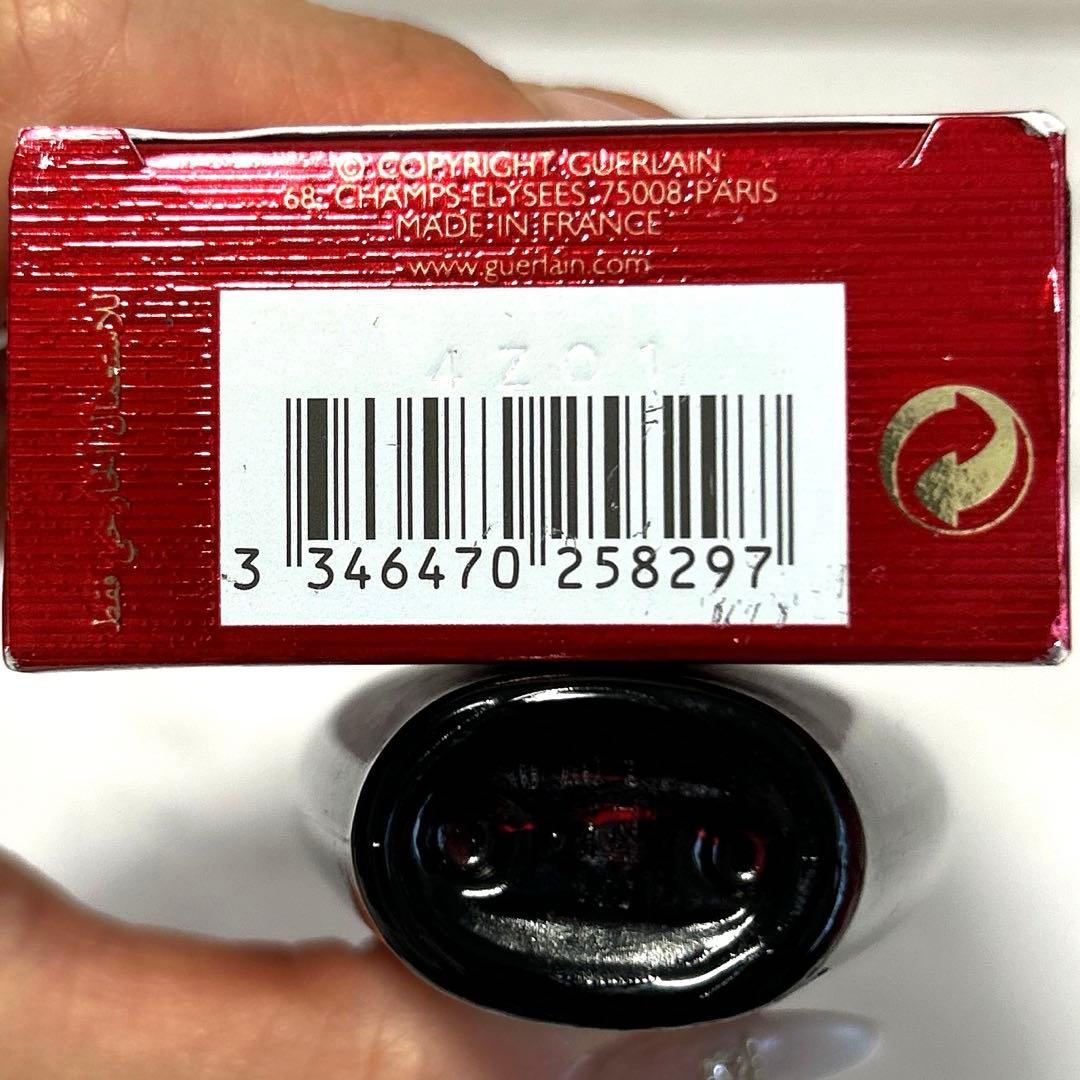 © COPYRIGHT GUERLAIN
68, CHAMPS-ELYSEES 75008 PARIS
MADE IN FRANCE
www.guerlain.com
للاستعمال الخارجي فقط
4Z01
3 346470 258297